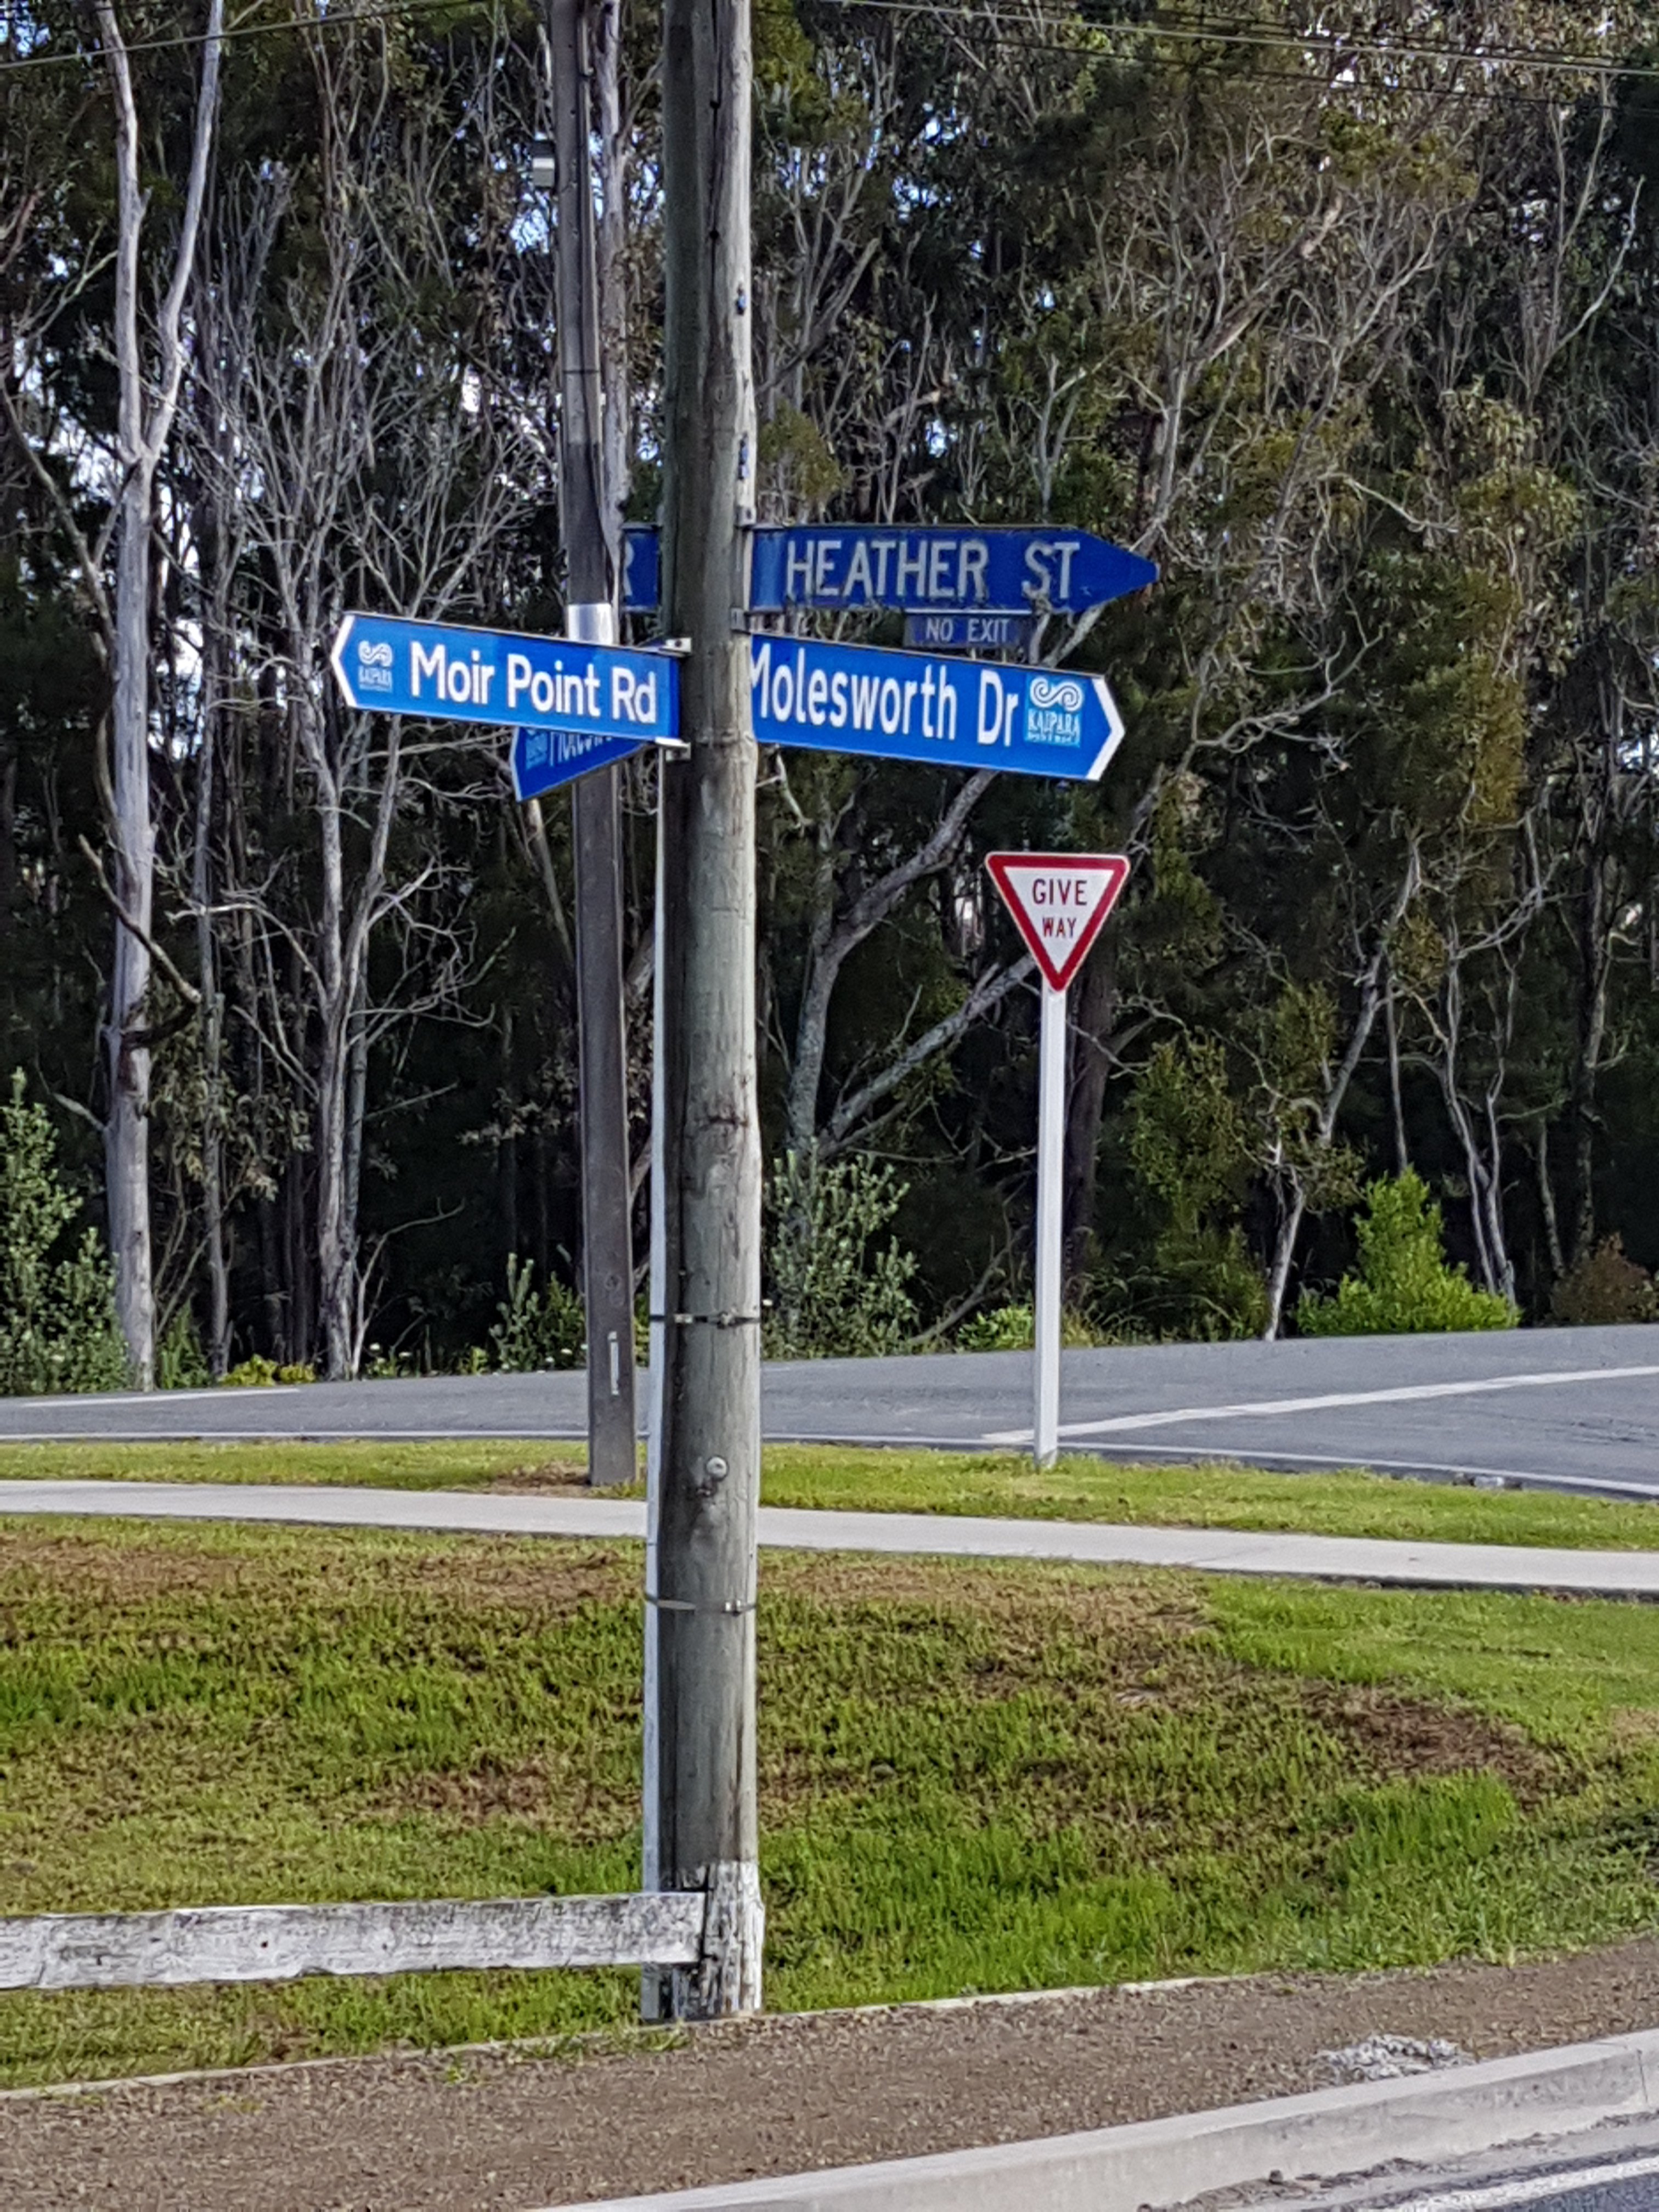 HEATHER ST
NO EXIT
KAIPARA
Moir Point Rd
Molesworth Dr
KAIPARA
GIVE
WAY